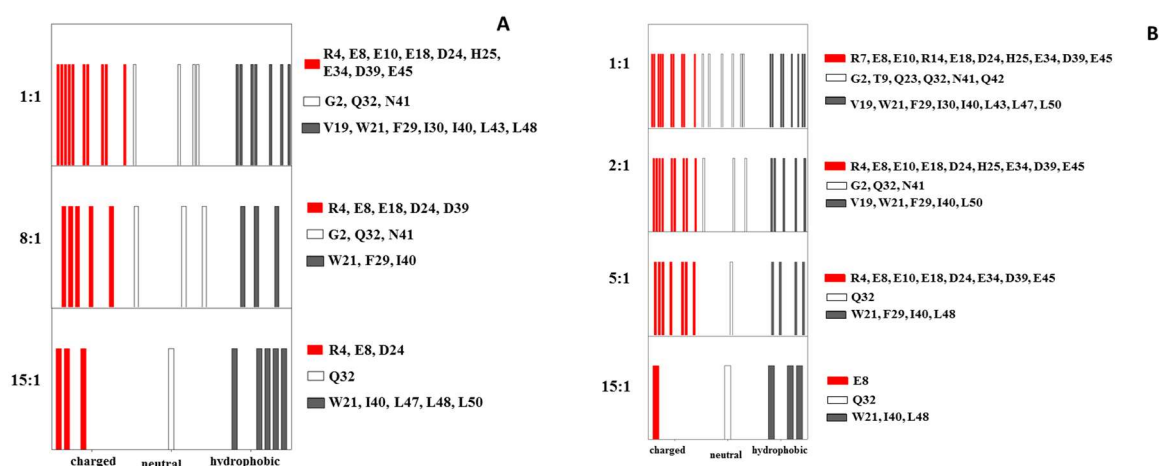 A
1:1
R4, E8, E10, E18, D24, H25,
E34, D39, E45
G2, Q32, N41
V19, W21, F29, I30, I40, L43, L48
8:1
R4, E8, E18, D24, D39
G2, Q32, N41
W21, F29, I40
15:1
R4, E8, D24
Q32
W21, I40, L47, L48, L50
charged neutral hydrophobic
B
1:1
R7, E8, E10, R14, E18, D24, H25, E34, D39, E45
G2, T9, Q23, Q32, N41, Q42
V19, W21, F29, I30, I40, L43, L47, L50
2:1
R4, E8, E10, E18, D24, H25, E34, D39, E45
G2, Q32, N41
V19, W21, F29, I40, L50
5:1
R4, E8, E10, E18, D24, E34, D39, E45
Q32
W21, F29, I40, L48
15:1
E8
Q32
W21, I40, L48
charged neutral hydrophobic